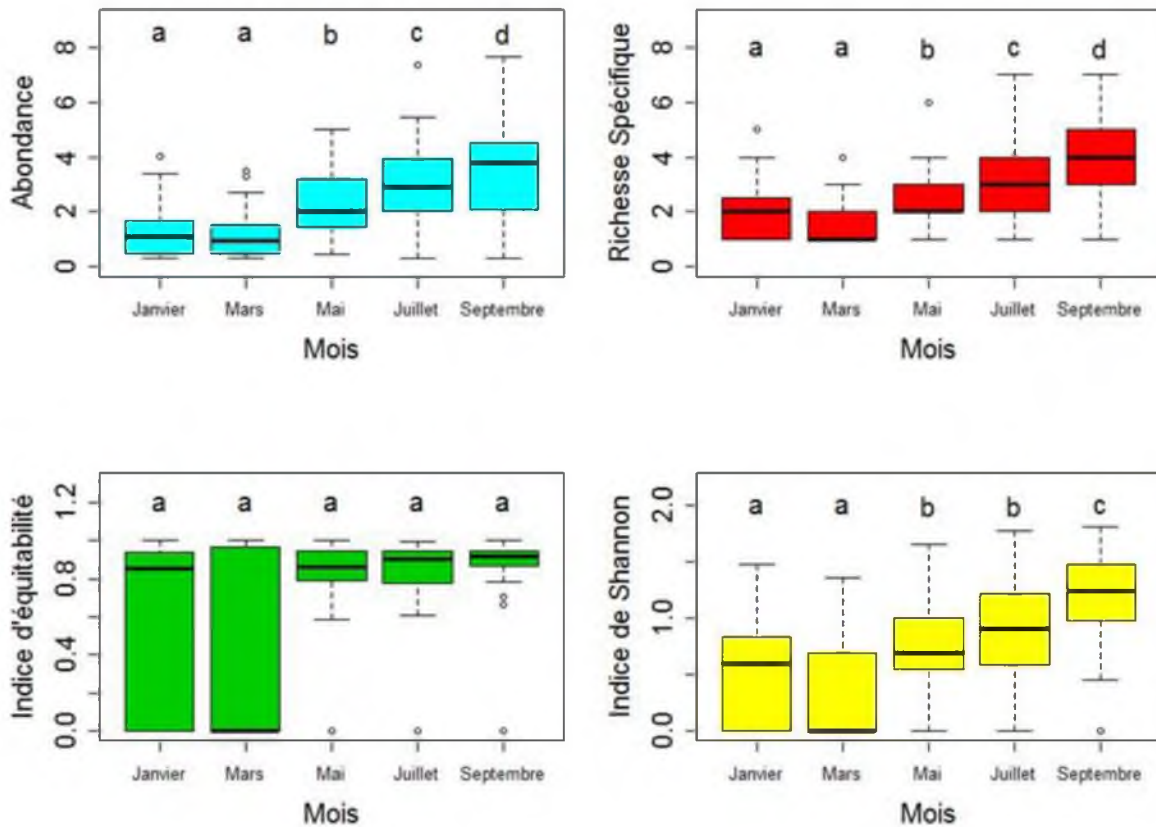 Abondance
8
6
4
2
0
a a b c d
Janvier Mars Mai Juillet Septembre
Mois
Richesse Spécifique
8
6
4
2
0
a a b c d
Janvier Mars Mai Juillet Septembre
Mois
Indice d'équitabilité
1.2
0.8
0.4
0.0
a a a a a
Janvier Mars Mai Juillet Septembre
Mois
Indice de Shannon
2.0
1.0
0.0
a a b b c
Janvier Mars Mai Juillet Septembre
Mois